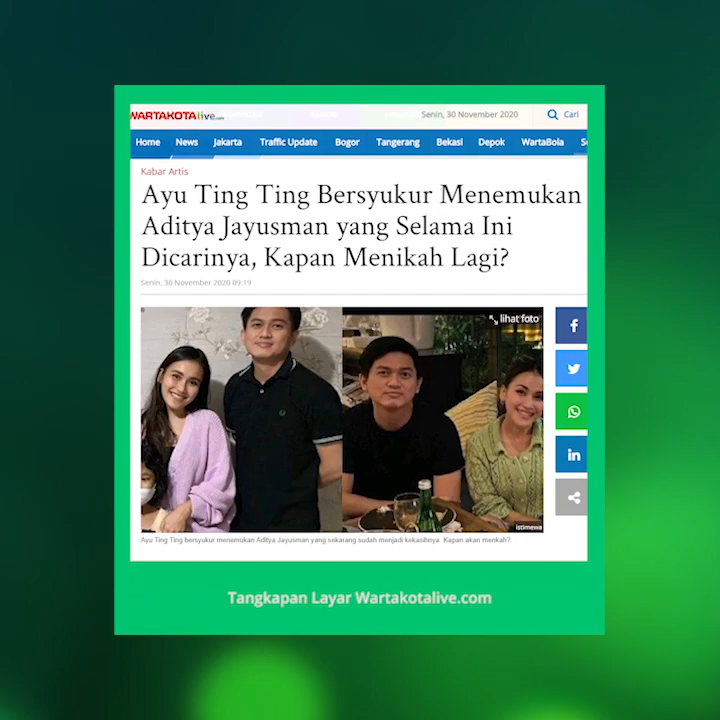 WARTAKOTAlive.com
Senin, 30 November 2020
Cari
Home News Jakarta Traffic Update Bogor Tangerang Bekasi Depok WartaBola
Kabar Artis
Ayu Ting Ting Bersyukur Menemukan
Aditya Jayusman yang Selama Ini
Dicarinya, Kapan Menikah Lagi?
Senin, 30 November 2020 09:19
lihat foto
istimewa
Ayu Ting Ting bersyukur menemukan Aditya Jayusman yang sekarang sudah menjadi kekasihnya. Kapan akan menkah?
Tangkapan Layar Wartakotalive.com